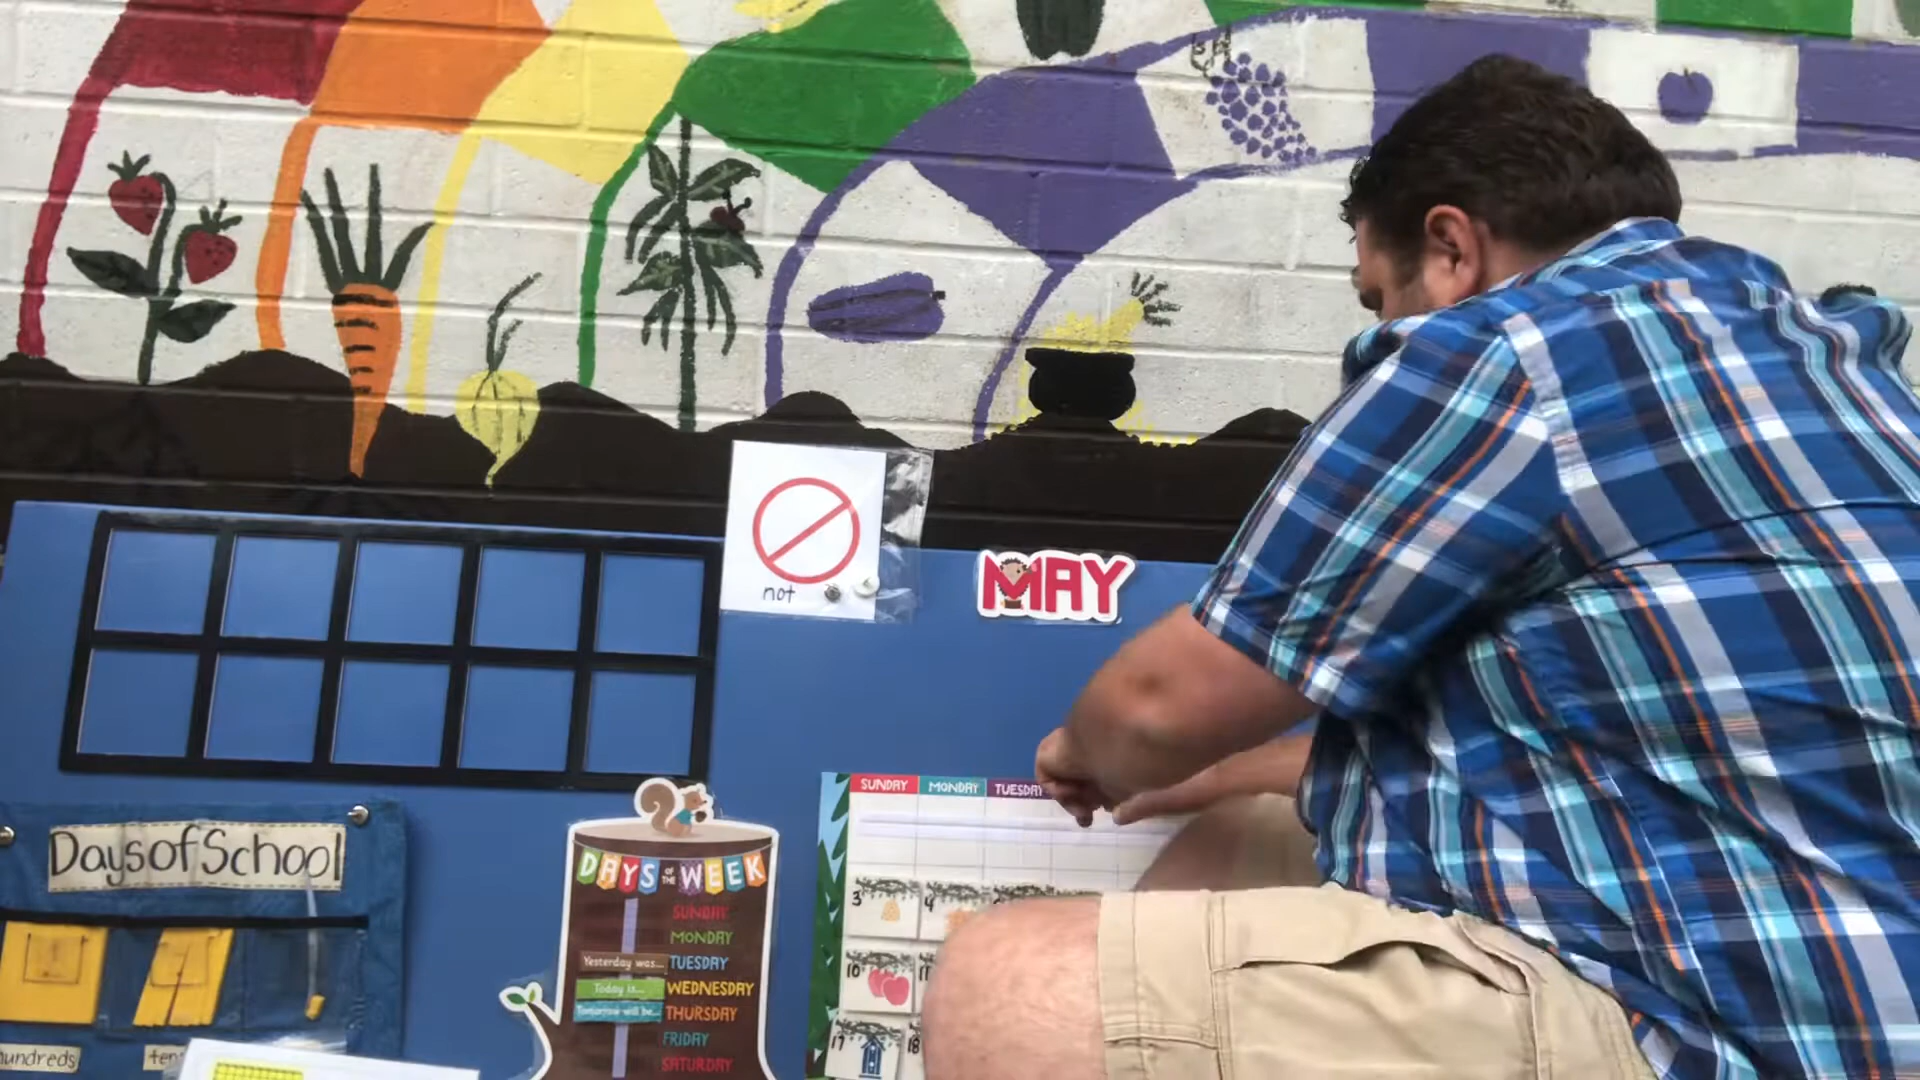 not
MAY
SUNDAY MONDAY TUESDAY
3 4
10
17 18
Days of School
hundreds
DAYS OF THE WEEK
SUNDAY
MONDAY
Yesterday was... TUESDAY
Today is... WEDNESDAY
Tomorrow will be... THURSDAY
FRIDAY
SATURDAY